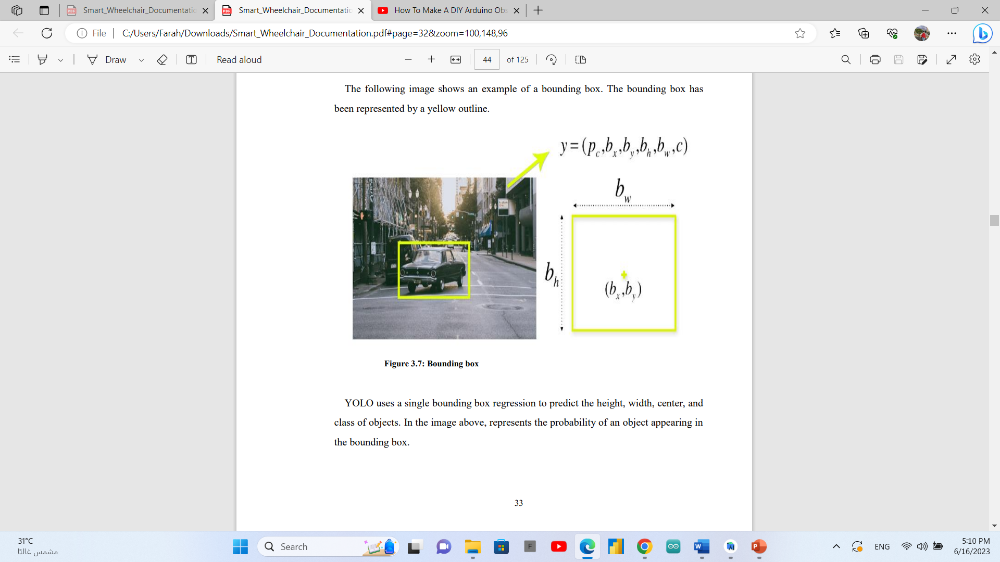 Smart_Wheelchair_Documentatic
Smart_Wheelchair_Documentatio
How To Make A DIY Arduino Obs
File
C:/Users/Farah/Downloads/Smart_Wheelchair_Documentation.pdf#page=32&zoom=100,148,96
Draw
Read aloud
44 of 125
The following image shows an example of a bounding box. The bounding box has
been represented by a yellow outline.
y=(p_c,b_x,b_y,b_h,b_w,c)
b_w
b_h
(b_x,b_y)
Figure 3.7: Bounding box
YOLO uses a single bounding box regression to predict the height, width, center, and
class of objects. In the image above, represents the probability of an object appearing in
the bounding box.
33
31°C
مشمس غالبًا
Search
ENG
5:10 PM
6/16/2023